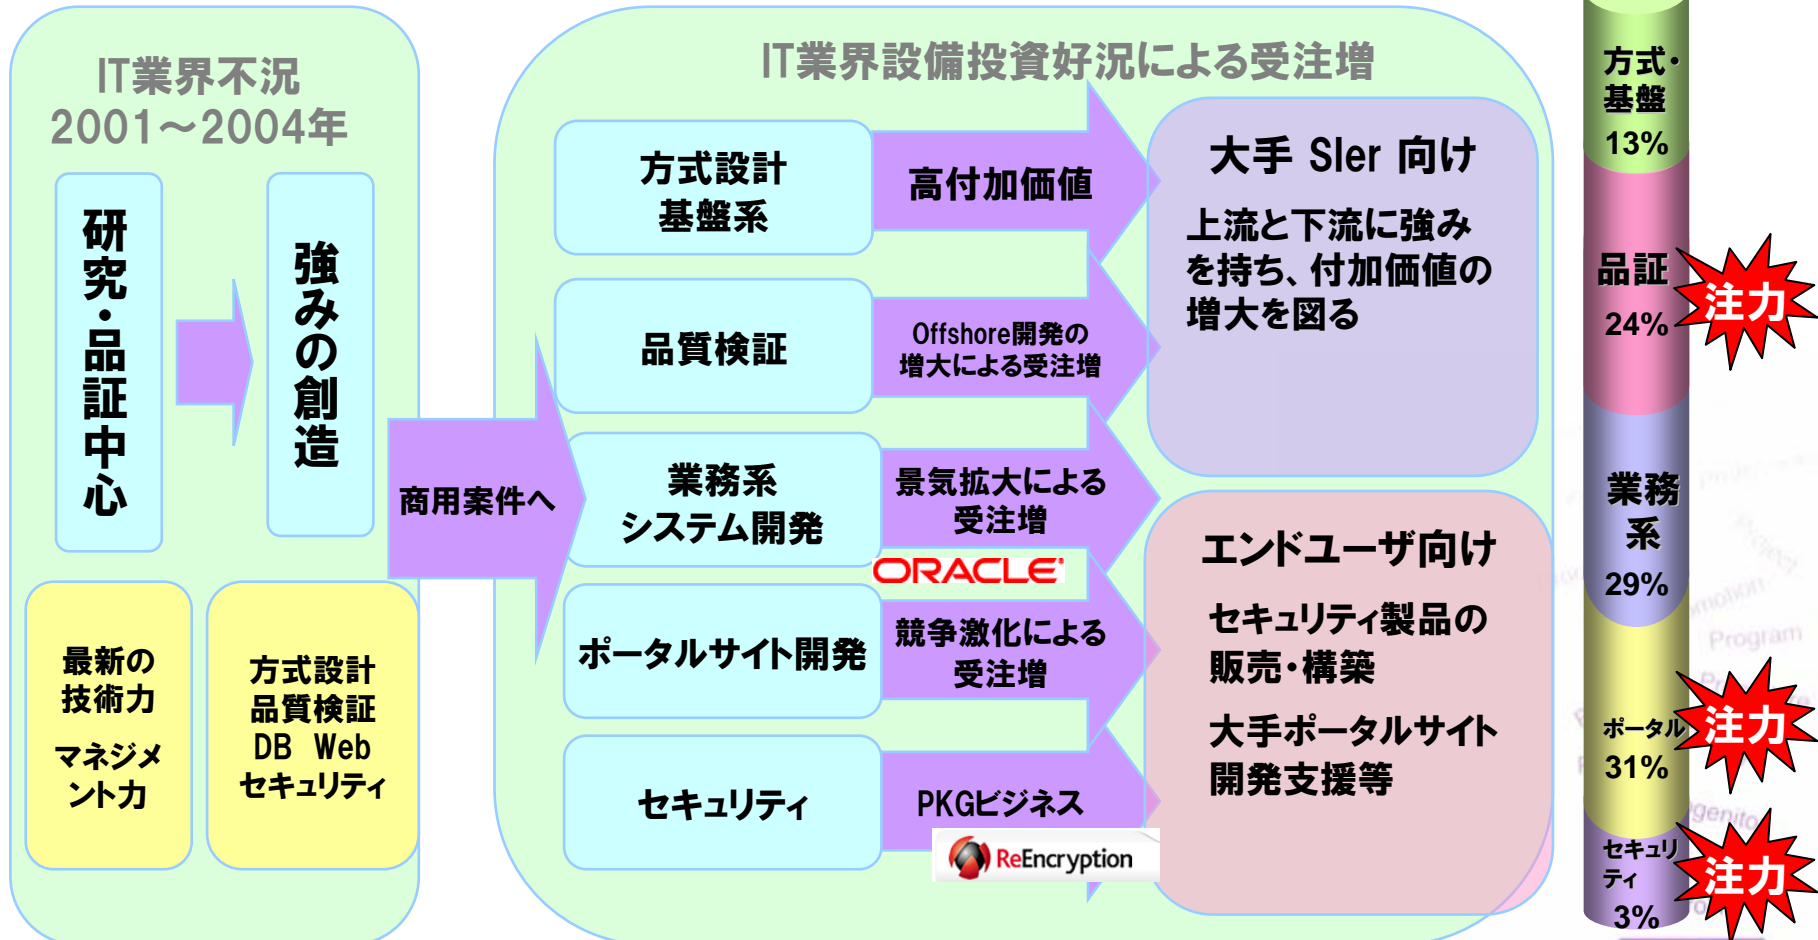 IT業界不況
2001～2004年
研究・品証中心
強みの創造
最新の
技術力
マネジメ
ント力
方式設計
品質検証
DB Web
セキュリティ
商用案件へ
IT業界設備投資好況による受注増
方式設計
基盤系
高付加価値
品質検証
Offshore開発の
増大による受注増
業務系
システム開発
景気拡大による
受注増
ORACLE
ポータルサイト開発
競争激化による
受注増
セキュリティ
PKGビジネス
ReEncryption
大手 SIer 向け
上流と下流に強み
を持ち、付加価値の
増大を図る
エンドユーザ向け
セキュリティ製品の
販売・構築
大手ポータルサイト
開発支援等
方式・
基盤
13%
品証
24%
注力
業務
系
29%
Program
ポータル
31%
注力
セキュリ
ティ
3%
注力